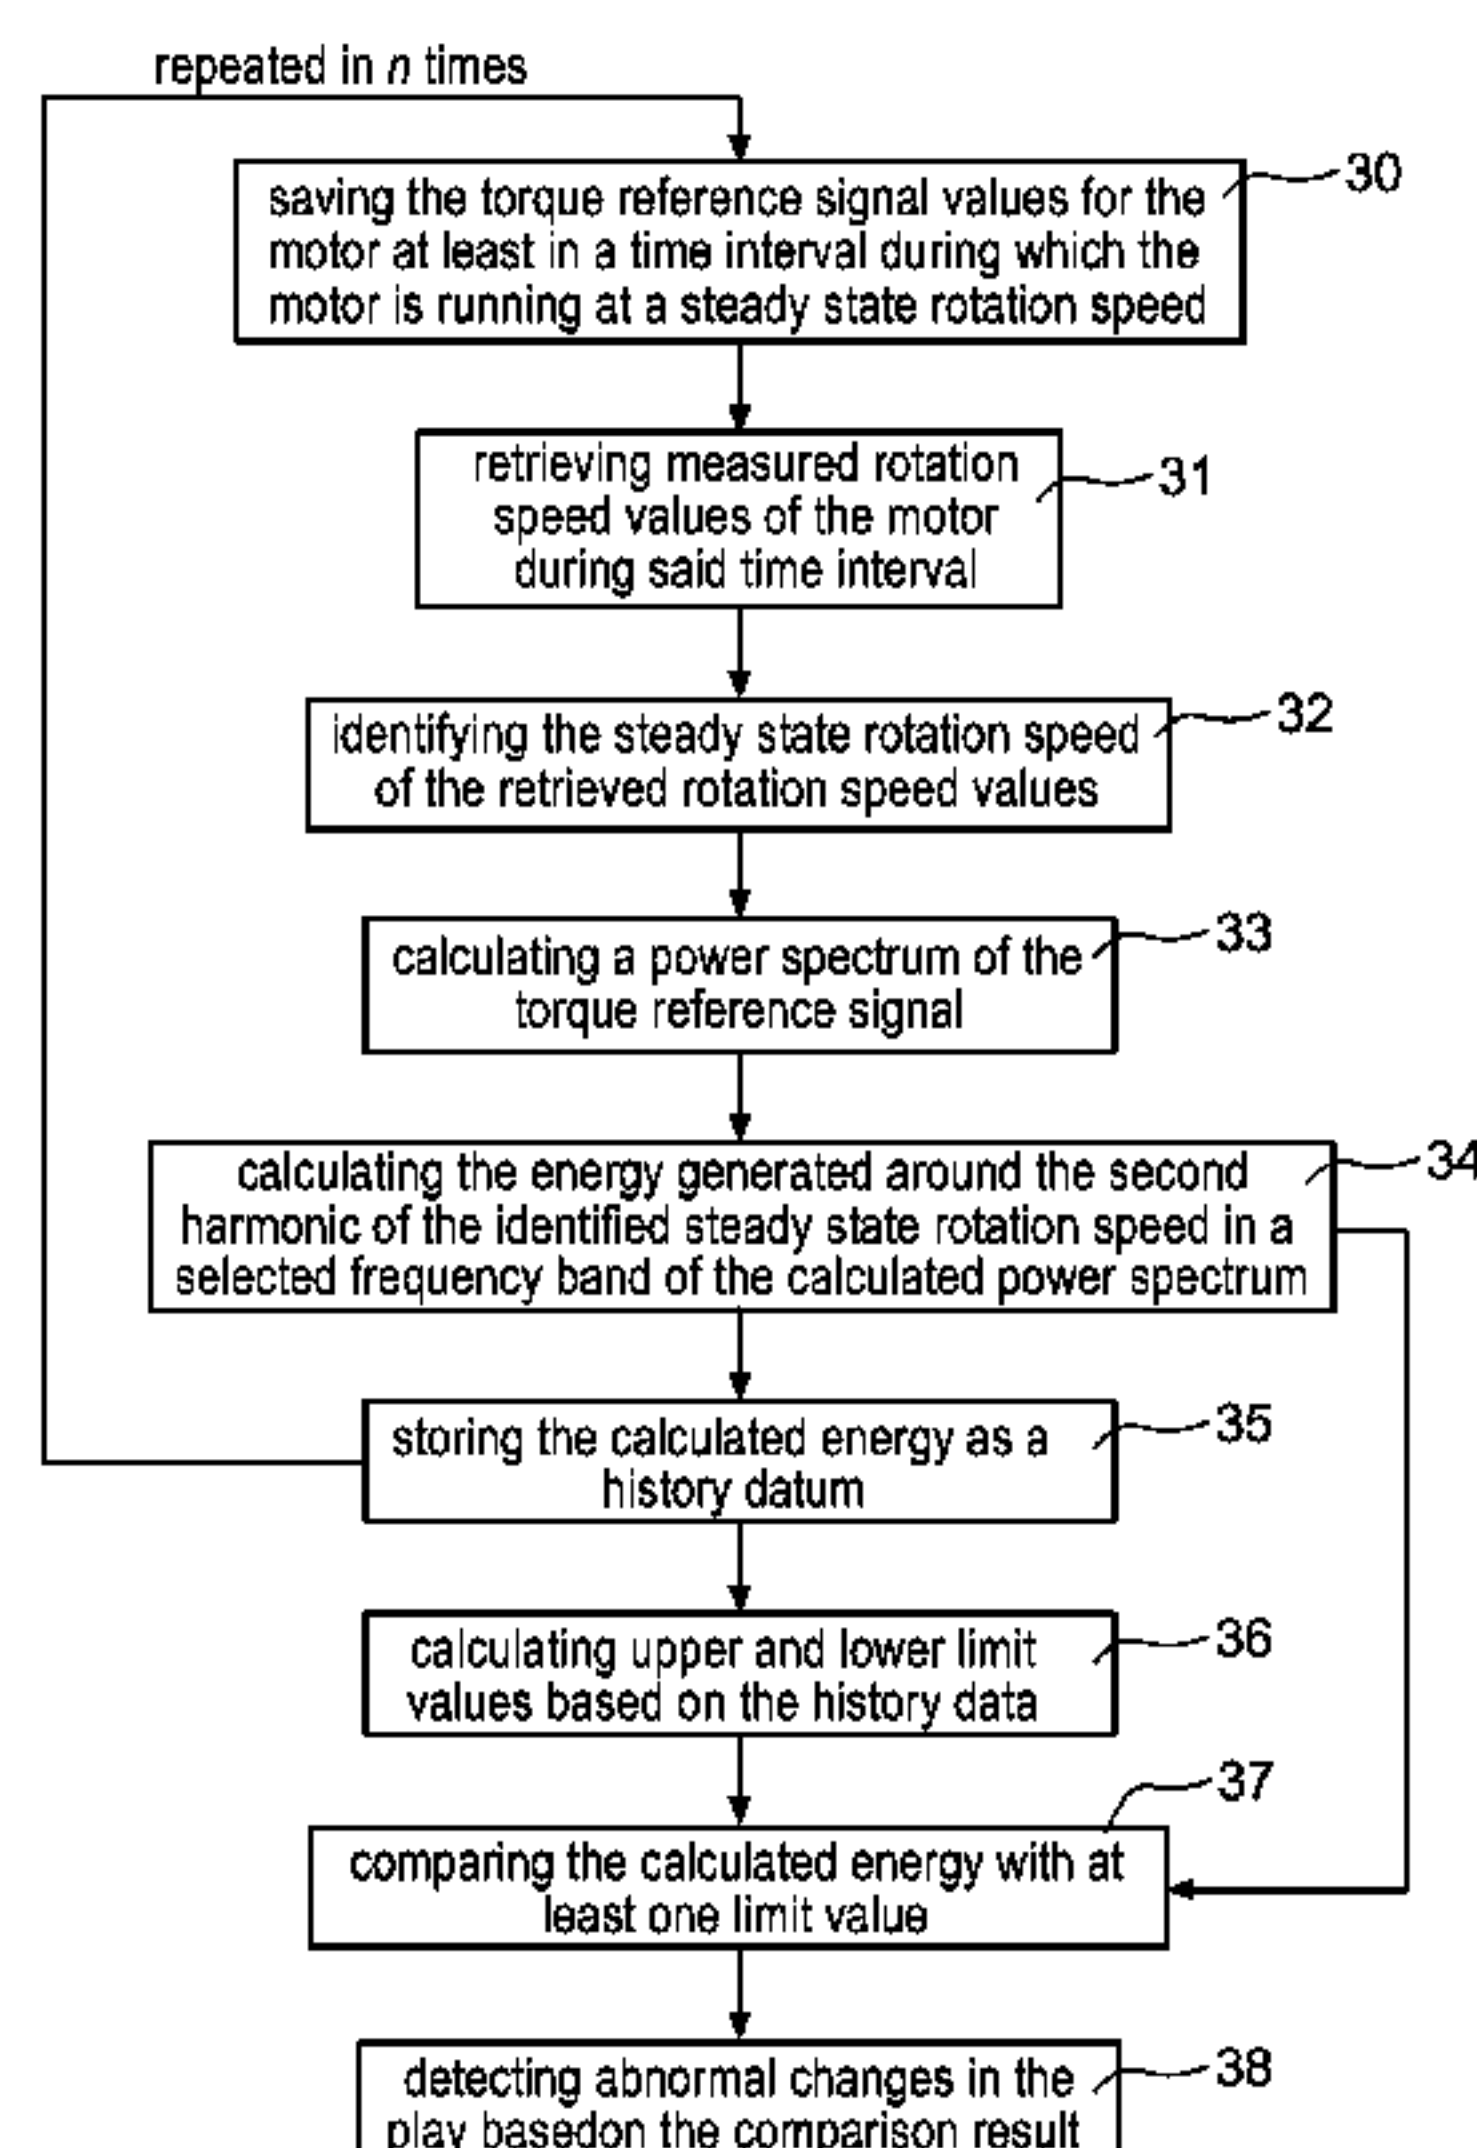 repeated in n times
saving the torque reference signal values for the
motor at least in a time interval during which the
motor is running at a steady state rotation speed
30
retrieving measured rotation
speed values of the motor
during said time interval
31
identifying the steady state rotation speed
of the retrieved rotation speed values
32
calculating a power spectrum of the
torque reference signal
33
calculating the energy generated around the second
harmonic of the identified steady state rotation speed in a
selected frequency band of the calculated power spectrum
34
storing the calculated energy as a
history datum
35
calculating upper and lower limit
values based on the history data
36
comparing the calculated energy with at
least one limit value
37
detecting abnormal changes in the
play basedon the comparison result
38